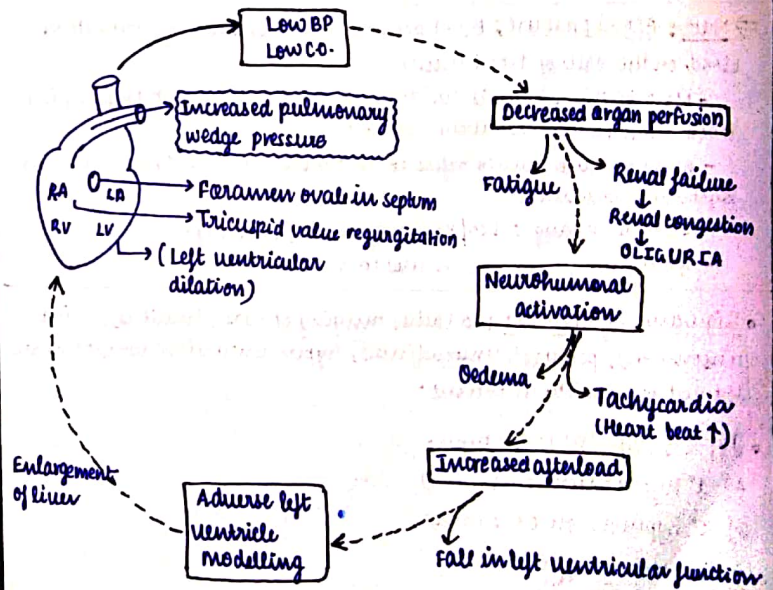 Low BP
Low CO.
Increased pulmonary
wedge pressure
Decreased organ perfusion
RA
LA
RV
LV
Foramen ovale in septum
Tricuspid value regurgitation
(Left ventricular
dilation)
Fatigue
Renal failure
↓
Renal congestion
↓
OLIGURIA
Neurohumoral
activation
Oedema
Tachycardia
(Heart beat ↑)
Increased afterload
Enlargement
of liver
Adverse left
ventricle
modelling
Fall in left ventricular function